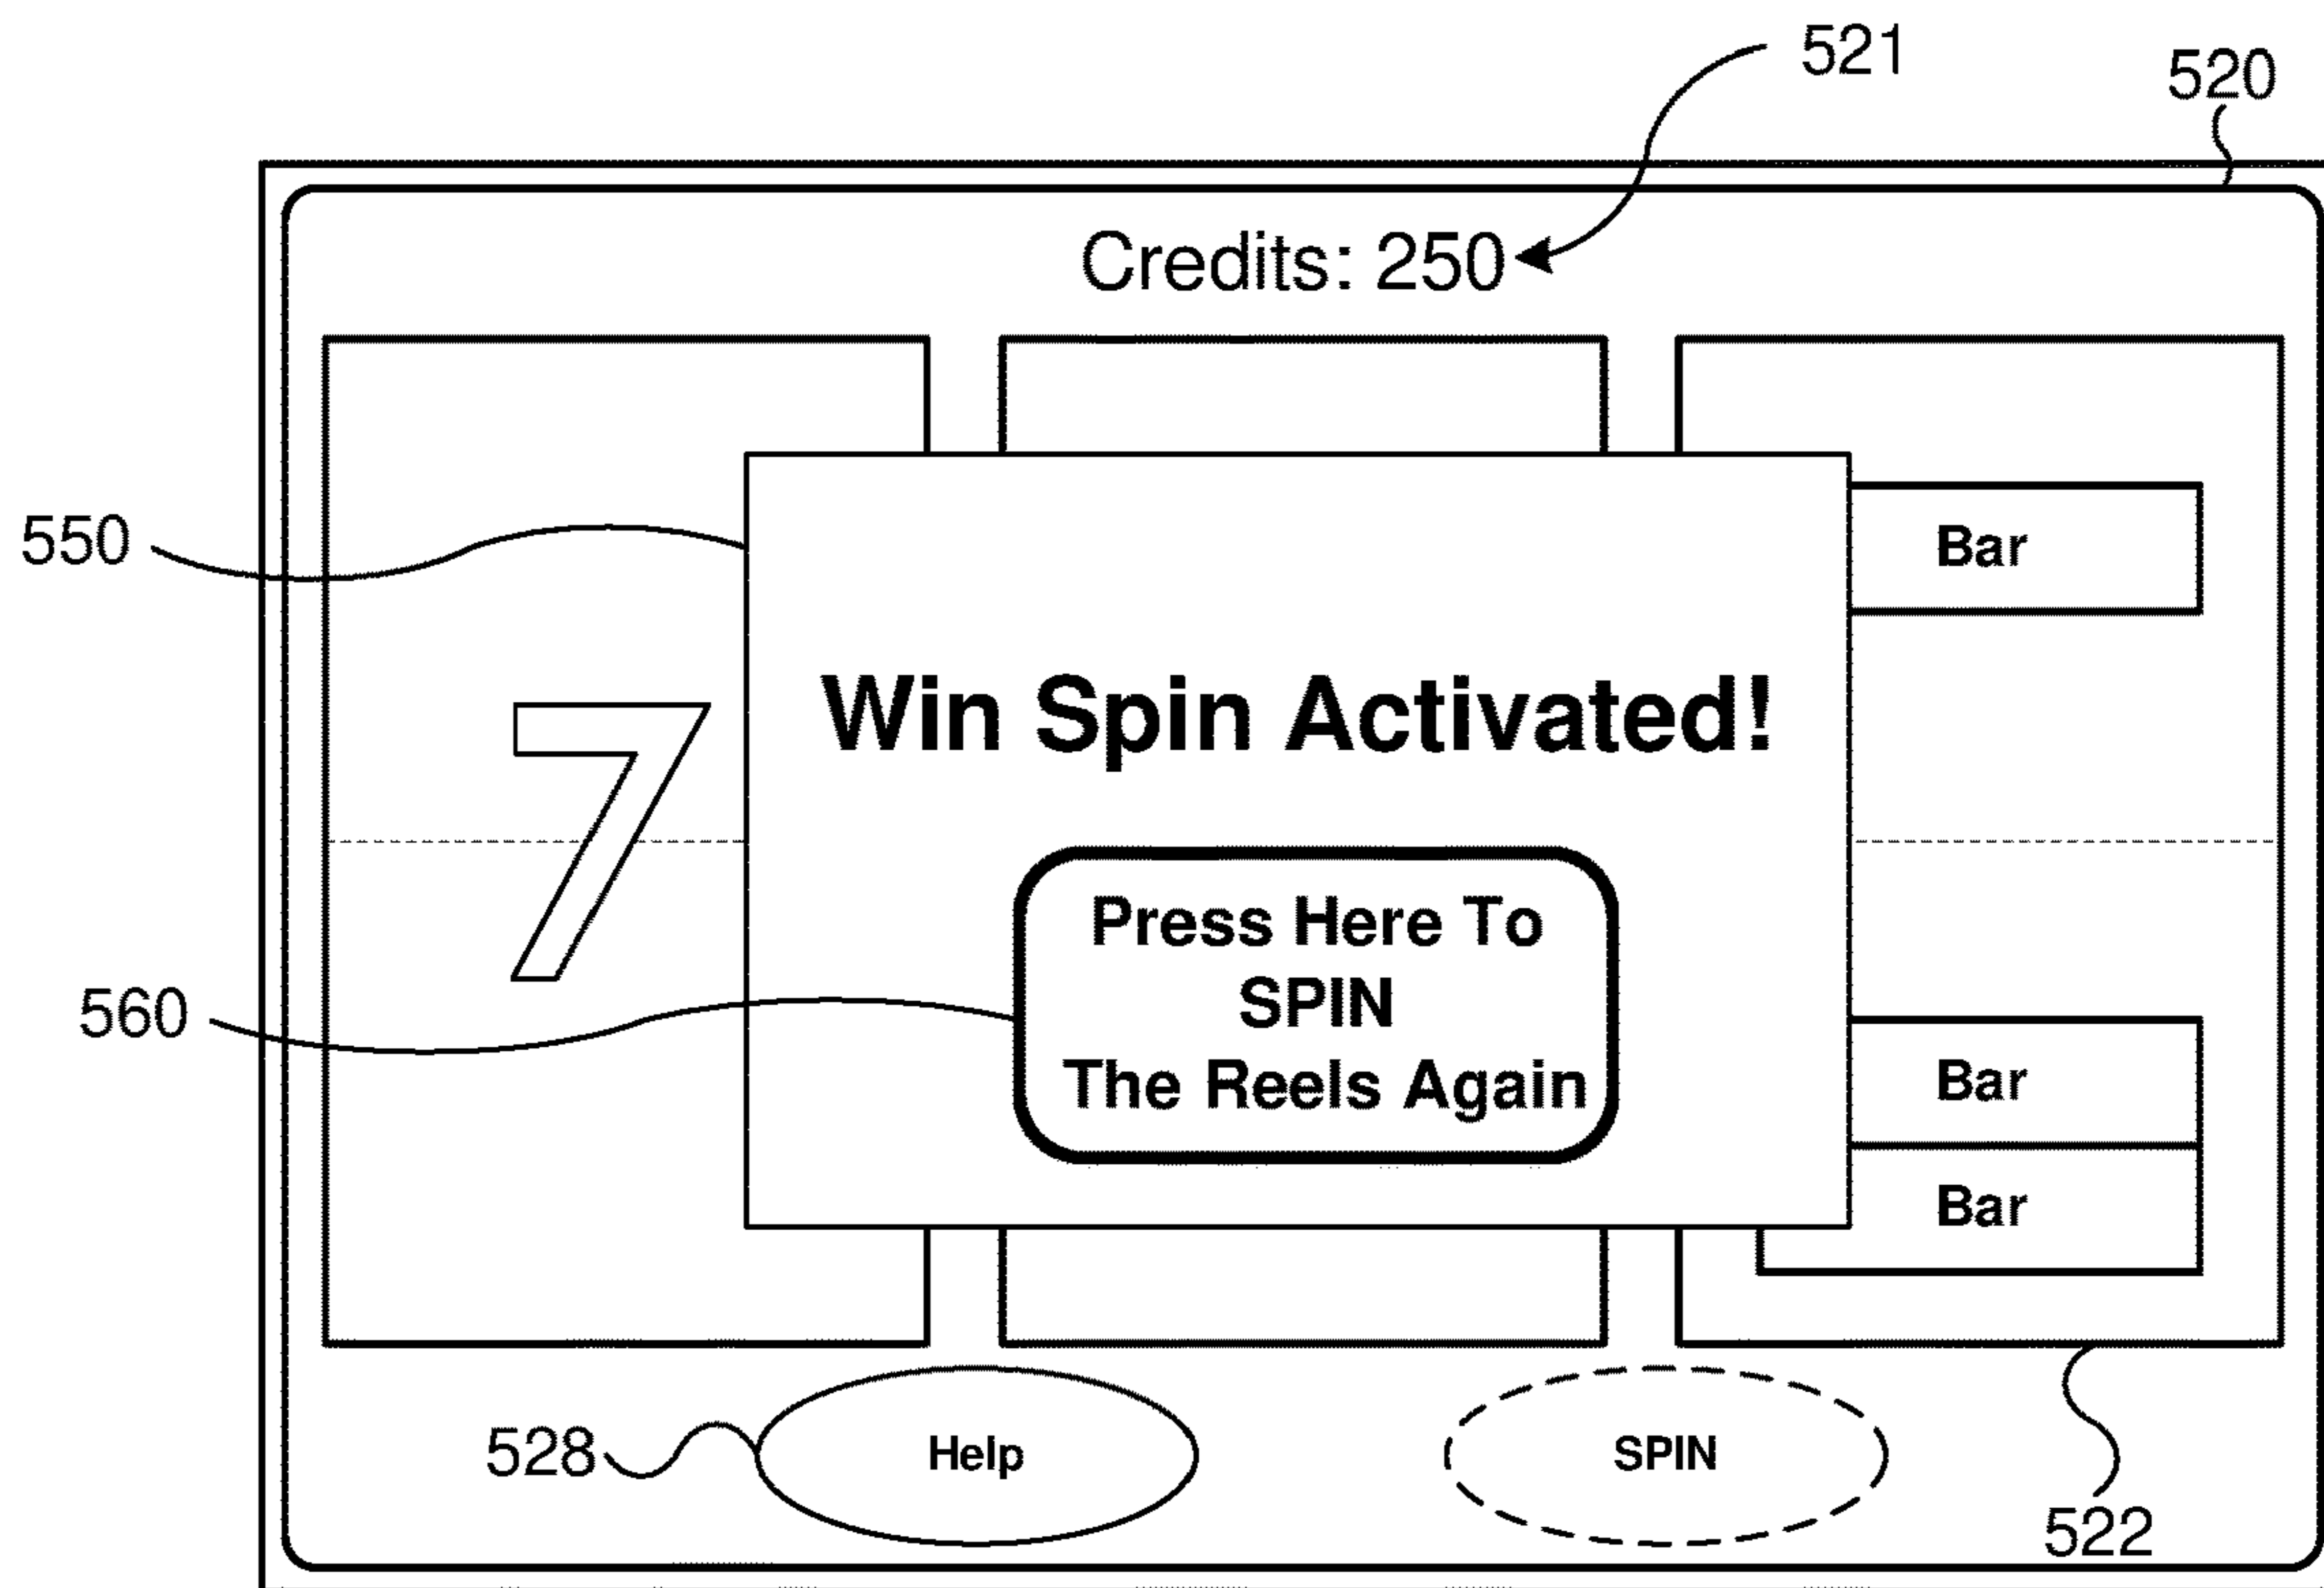 521
520
Credits: 250
550
Bar
7
Win Spin Activated!
Press Here To
SPIN
The Reels Again
560
Bar
Bar
528
Help
SPIN
522